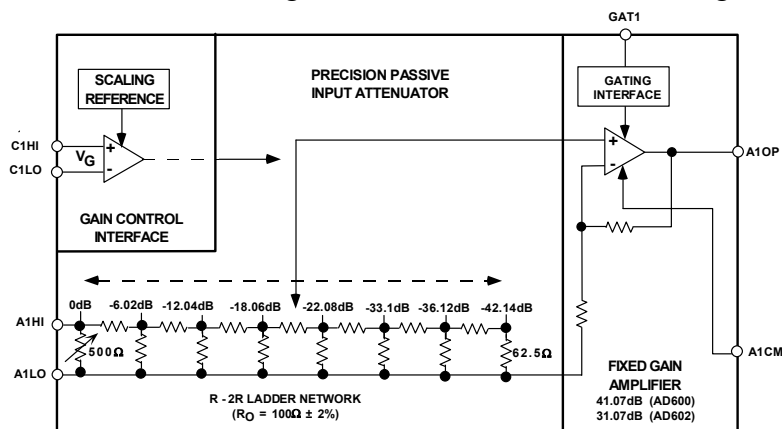 GAT1
SCALING
REFERENCE
PRECISION PASSIVE
INPUT ATTENUATOR
GATING
INTERFACE
C1HI
C1LO
+
VG
-
+
-
A1OP
GAIN CONTROL
INTERFACE
0dB
-6.02dB
-12.04dB
-18.06dB
-22.08dB
-33.1dB
-36.12dB
-42.14dB
A1HI
500Ω
62.5Ω
A1LO
A1CM
R - 2R LADDER NETWORK
(RO = 100Ω ± 2%)
FIXED GAIN
AMPLIFIER
41.07dB (AD600)
31.07dB (AD602)